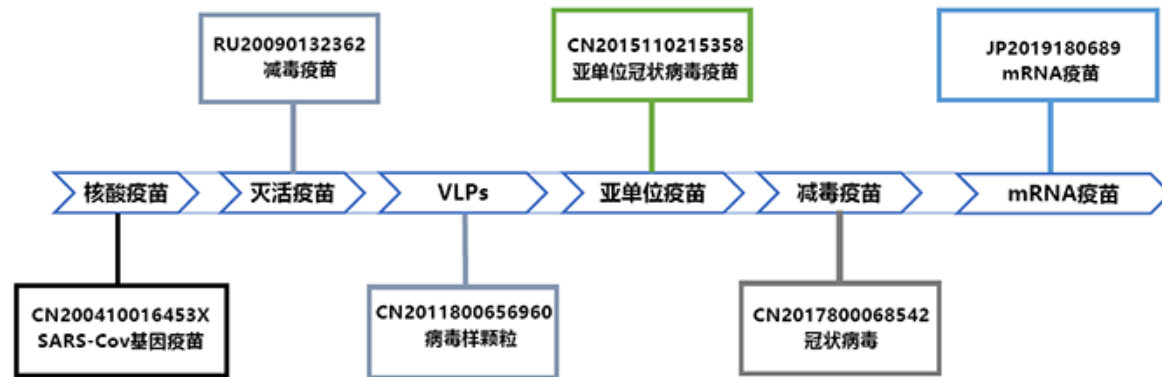 RU20090132362
减毒疫苗
CN2015110215358
亚单位冠状病毒疫苗
JP2019180689
mRNA疫苗
核酸疫苗
灭活疫苗
VLPs
亚单位疫苗
减毒疫苗
mRNA疫苗
CN200410016453X
SARS-Cov基因疫苗
CN2011800656960
病毒样颗粒
CN2017800068542
冠状病毒